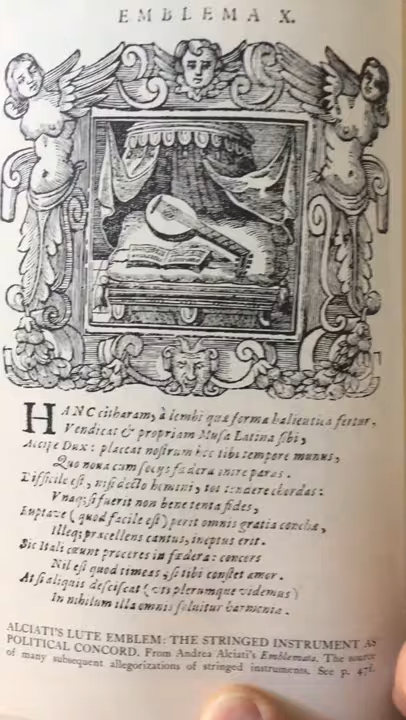 EMBLEMA X.
HANC citharam, à lembi quæ forma halieutica fertur,
Vendicat & propriam Musa Latina sibi,
Accipe Dux: placeat nostrum hoc tibi tempore munus,
Quo noua cum socijs fœdera inire paras.
Difficile est, nisi docto homini, tot tendere chordas:
Vnaq; si fuerit non bene tenta fides,
Ruptaue (quod facile est) perit omnis gratia conchæ,
Illeq; præcellens cantus, ineptus erit.
Sic Itali coëunt proceres in fœdera: concors
Nil est quod timeas, si tibi constet amor.
At si aliquis desciscat (vti plerumque videmus)
In nihilum illa omnis soluitur harmonia.
ALCIATI'S LUTE EMBLEM: THE STRINGED INSTRUMENT AS
POLITICAL CONCORD. From Andrea Alciati's Emblemata. The source
of many subsequent allegorizations of stringed instruments. See p. 47f.